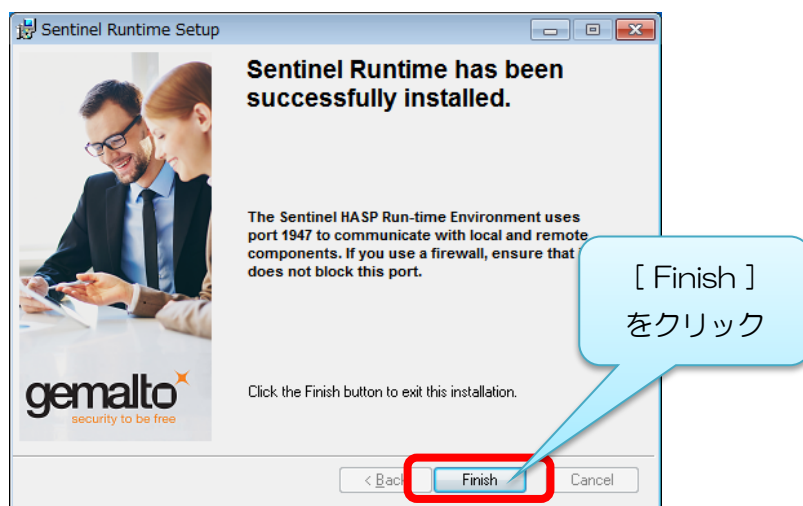 Sentinel Runtime Setup
Sentinel Runtime has been
successfully installed.
The Sentinel HASP Run-time Environment uses
port 1947 to communicate with local and remote
components. If you use a firewall, ensure that
does not block this port.
[ Finish ]
をクリック
Click the Finish button to exit this installation.
gemalto
security to be free
< Back
Finish
Cancel